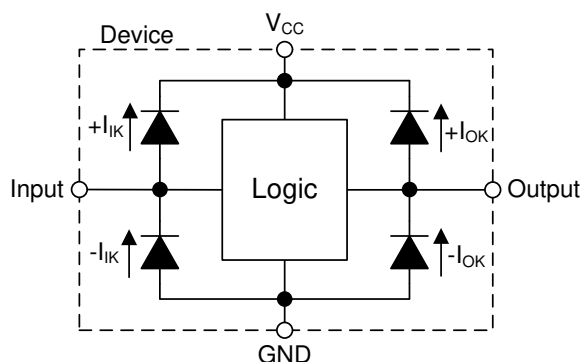 Device
V_CC
+I_IK
+I_OK
Input
Logic
Output
-I_IK
-I_OK
GND